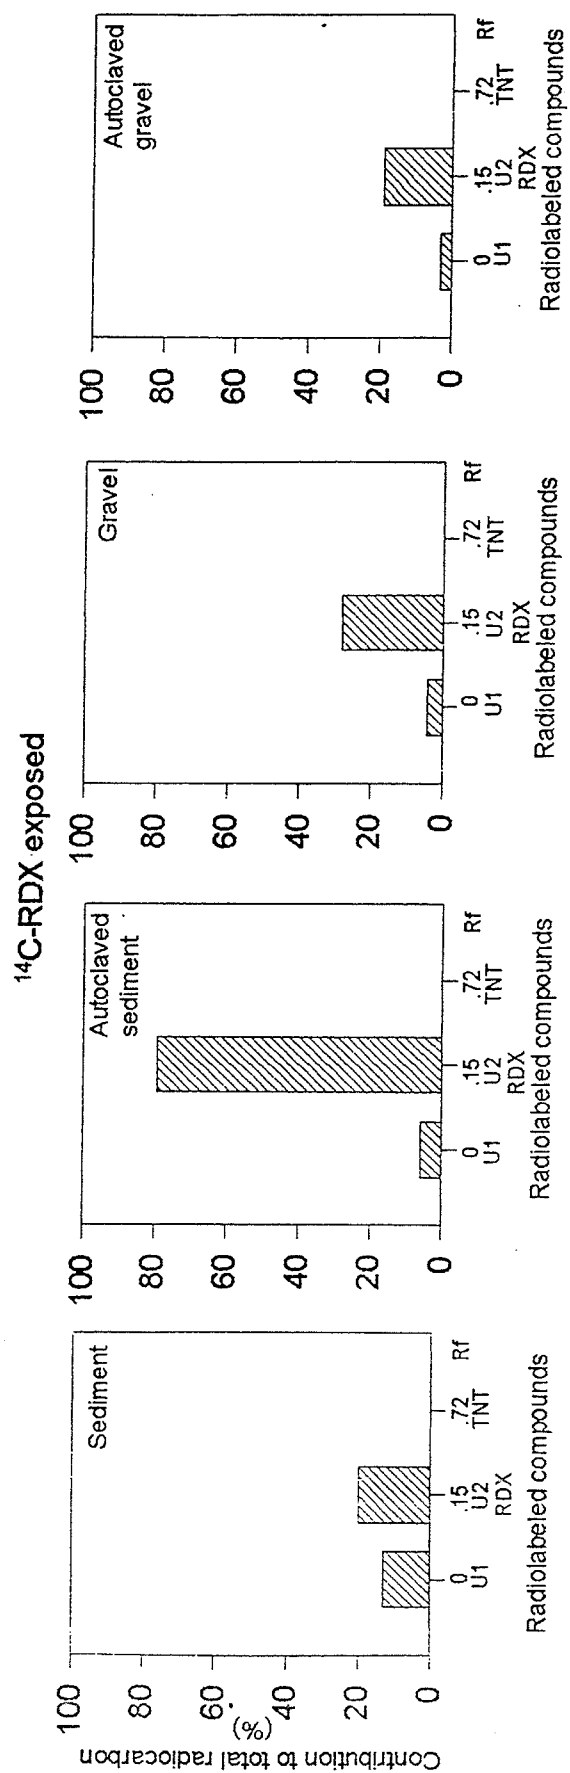 ¹⁴C-RDX exposed
Contribution to total radiocarbon
(%)
100
80
60
40
20
0
Sediment
0 .15 .72 Rf
U1 U2 TNT
RDX
Radiolabeled compounds
100
80
60
40
20
0
Autoclaved
sediment
0 .15 .72 Rf
U1 U2 TNT
RDX
Radiolabeled compounds
100
80
60
40
20
0
Gravel
0 .15 .72 Rf
U1 U2 TNT
RDX
Radiolabeled compounds
100
80
60
40
20
0
Autoclaved
gravel
0 .15 .72 Rf
U1 U2 TNT
RDX
Radiolabeled compounds